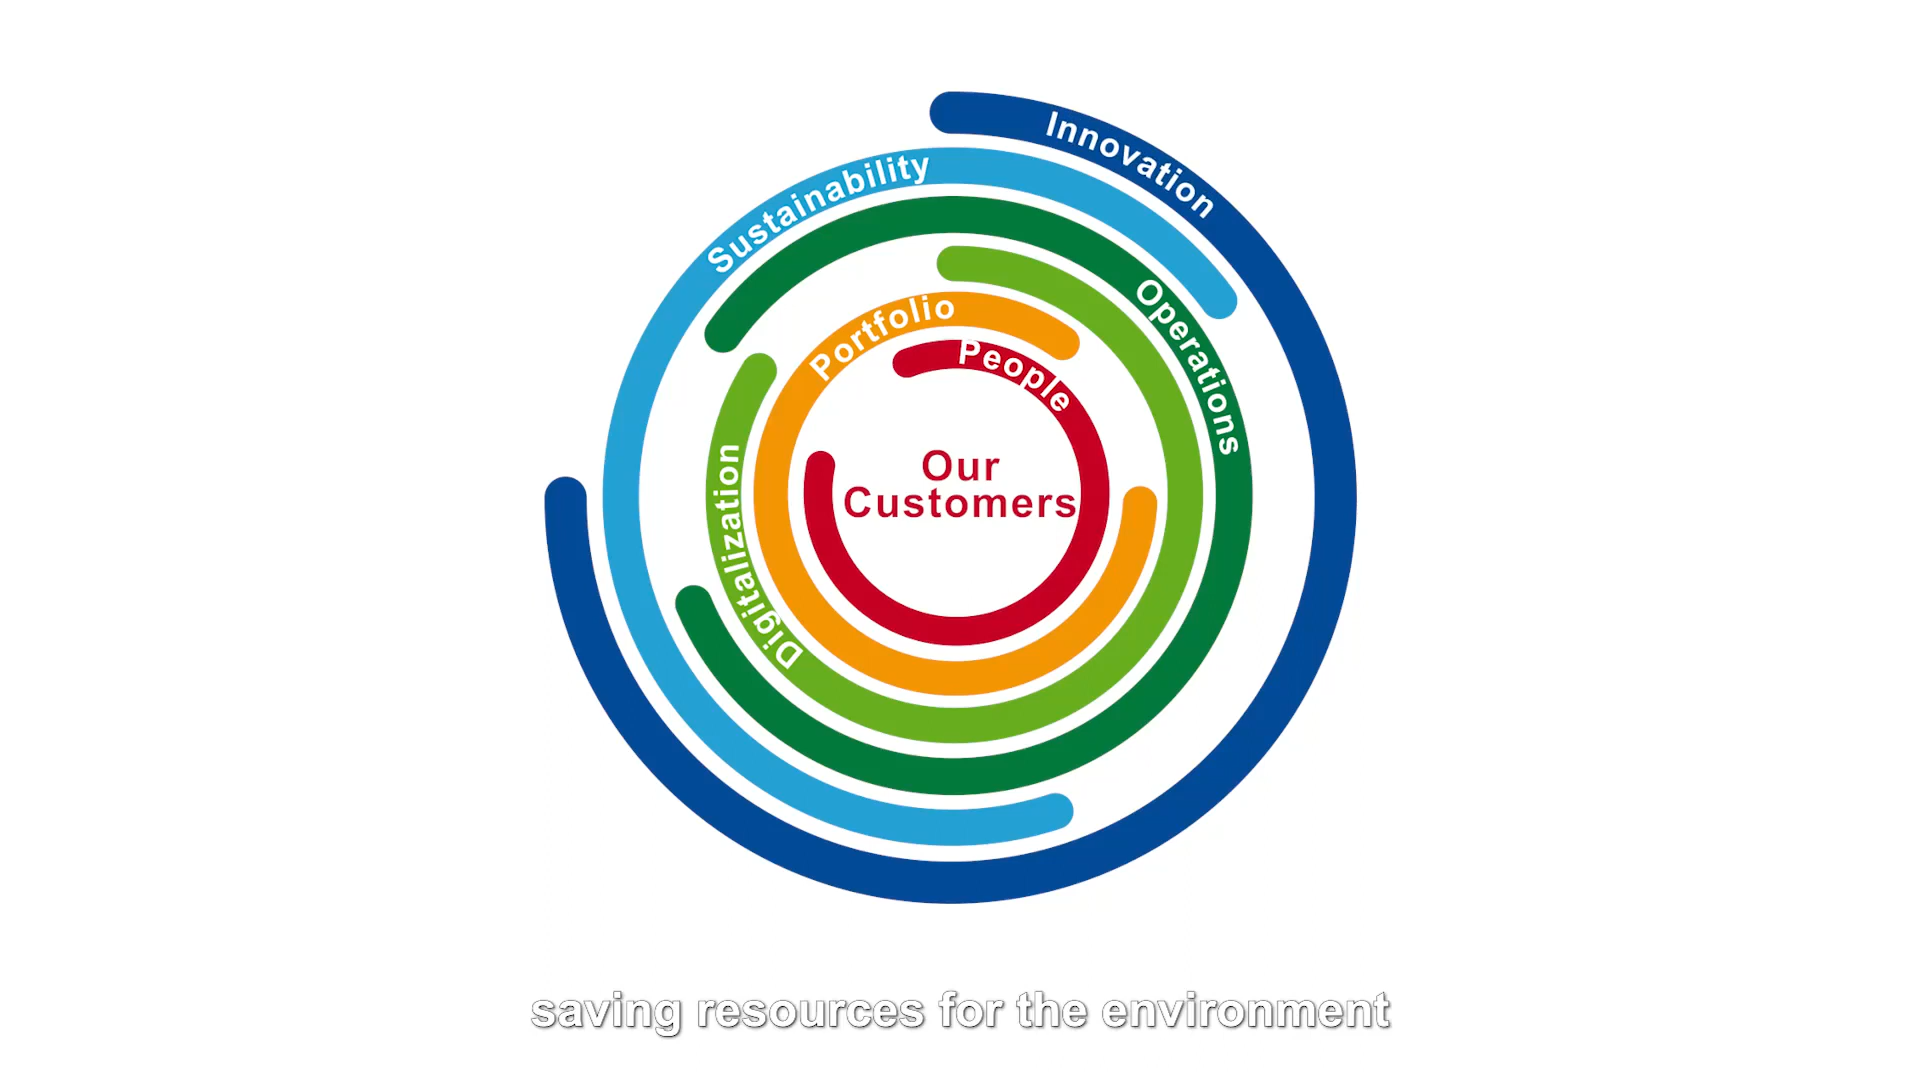 Innovation
Sustainability
Operations
Portfolio
People
Digitalization
Our
Customers
saving resources for the environment